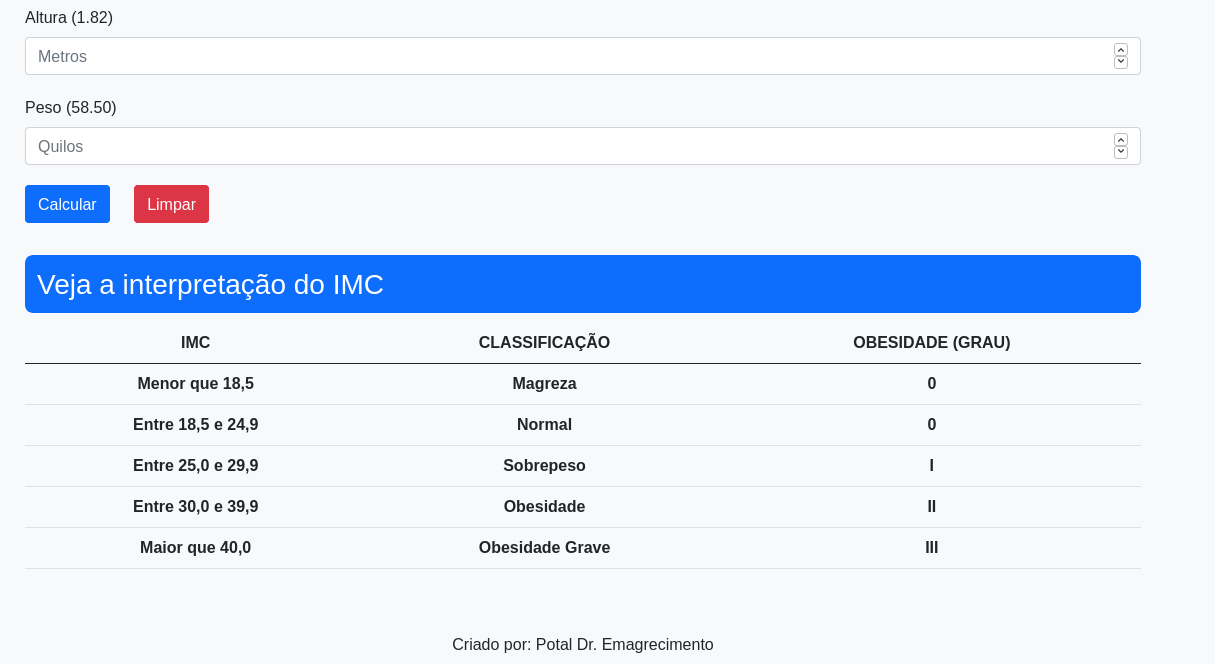 Altura (1.82)
Metros
Peso (58.50)
Quilos
Calcular Limpar
Veja a interpretação do IMC
IMC CLASSIFICAÇÃO OBESIDADE (GRAU)
Menor que 18,5 Magreza 0
Entre 18,5 e 24,9 Normal 0
Entre 25,0 e 29,9 Sobrepeso I
Entre 30,0 e 39,9 Obesidade II
Maior que 40,0 Obesidade Grave III
Criado por: Potal Dr. Emagrecimento